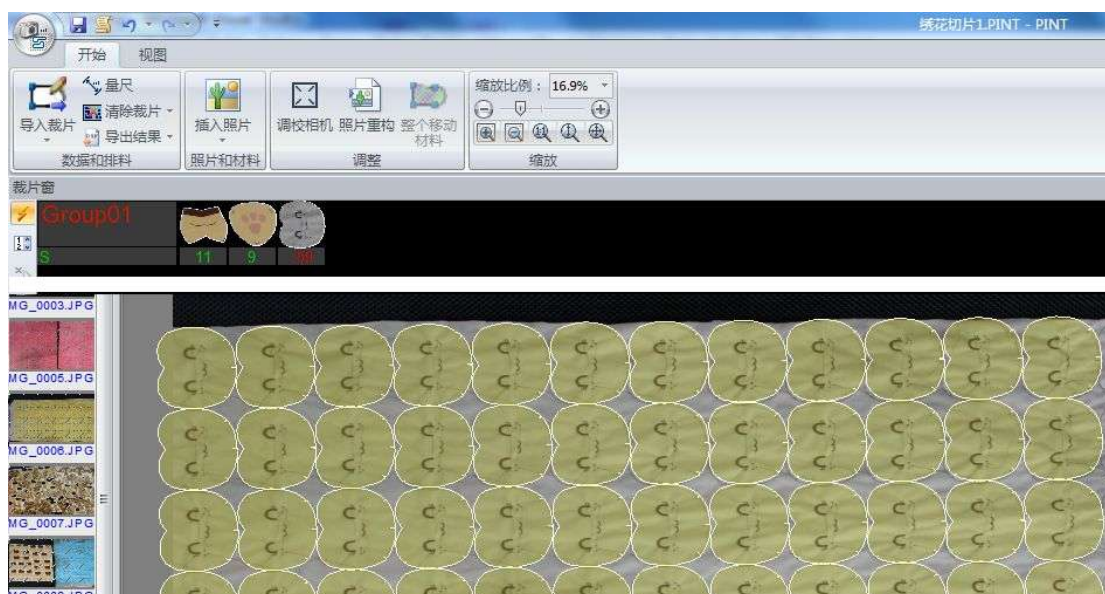 绣花切片1.PINT - PINT
开始 视图
导入裁片
量尺
清除裁片
导出结果
数据和排料
插入照片
照片和材料
调校相机 照片重构 整个移动材料
调整
缩放比例： 16.9%
缩放
裁片窗
Group01
S 11 9
MG_0003.JPG
MG_0005.JPG
MG_0006.JPG
MG_0007.JPG